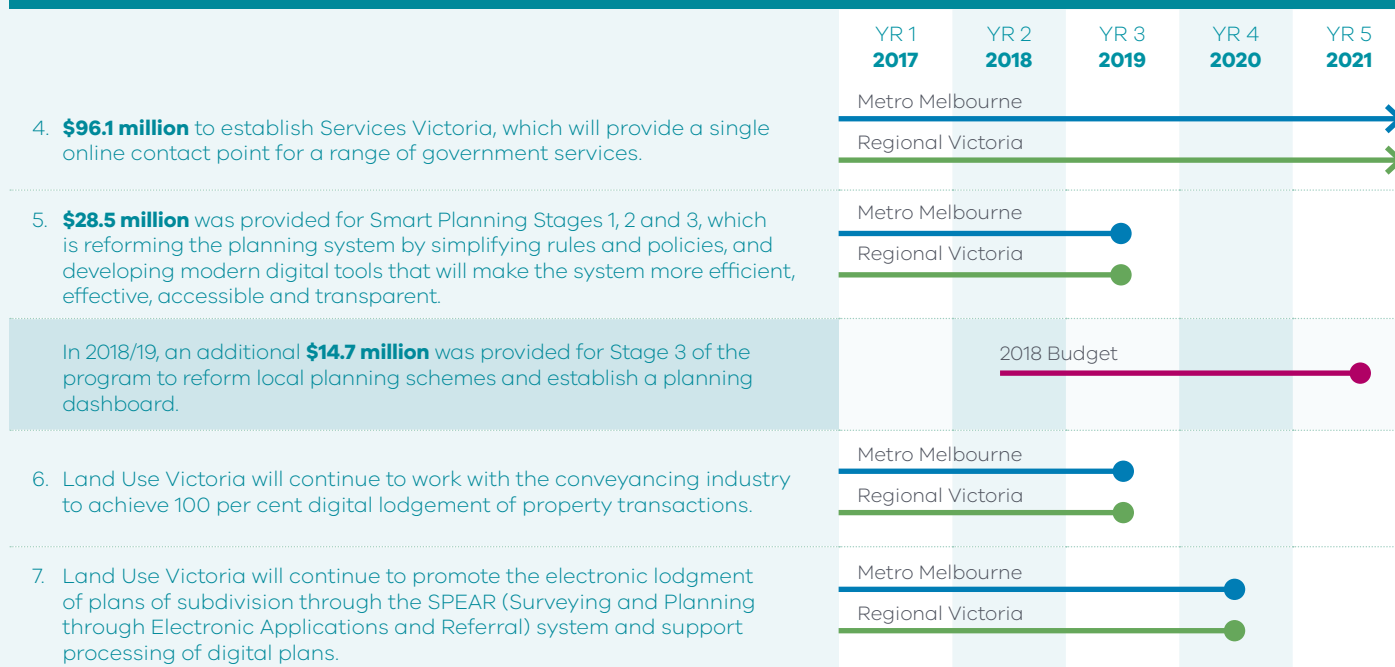 YR 1 YR 2 YR 3 YR 4 YR 5
2017 2018 2019 2020 2021
4. $96.1 million to establish Services Victoria, which will provide a single
online contact point for a range of government services.
Metro Melbourne
Regional Victoria
5. $28.5 million was provided for Smart Planning Stages 1, 2 and 3, which
is reforming the planning system by simplifying rules and policies, and
developing modern digital tools that will make the system more efficient,
effective, accessible and transparent.
Metro Melbourne
Regional Victoria
In 2018/19, an additional $14.7 million was provided for Stage 3 of the
program to reform local planning schemes and establish a planning
dashboard.
2018 Budget
6. Land Use Victoria will continue to work with the conveyancing industry
to achieve 100 per cent digital lodgement of property transactions.
Metro Melbourne
Regional Victoria
7. Land Use Victoria will continue to promote the electronic lodgment
of plans of subdivision through the SPEAR (Surveying and Planning
through Electronic Applications and Referral) system and support
processing of digital plans.
Metro Melbourne
Regional Victoria